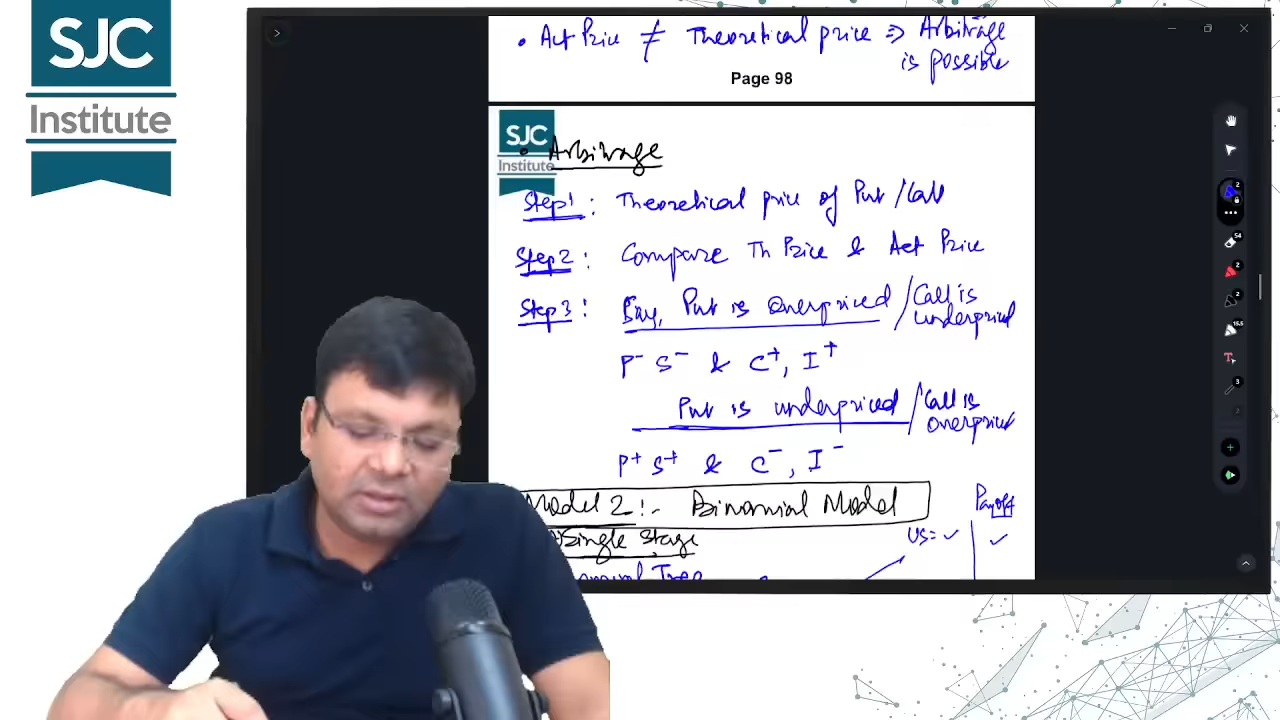 SJC
Institute
• Act Price ≠ Theoretical price => Arbitrage
is possible
Page 98
SJC
Institute
• Arbitrage
Step 1 : Theoretical price of Put / Call
Step 2 : Compare Th Price & Act Price
Step 3 : Say, Put is overpriced / Call is
underpriced
P⁻ S⁻ & C⁺, I⁺
Put is underpriced / Call is
overpriced
P⁺ S⁺ & C⁻, I⁻
Model 2 :- Binomial Model
Payoff
Single Stage
US = ✓ ✓
Tree